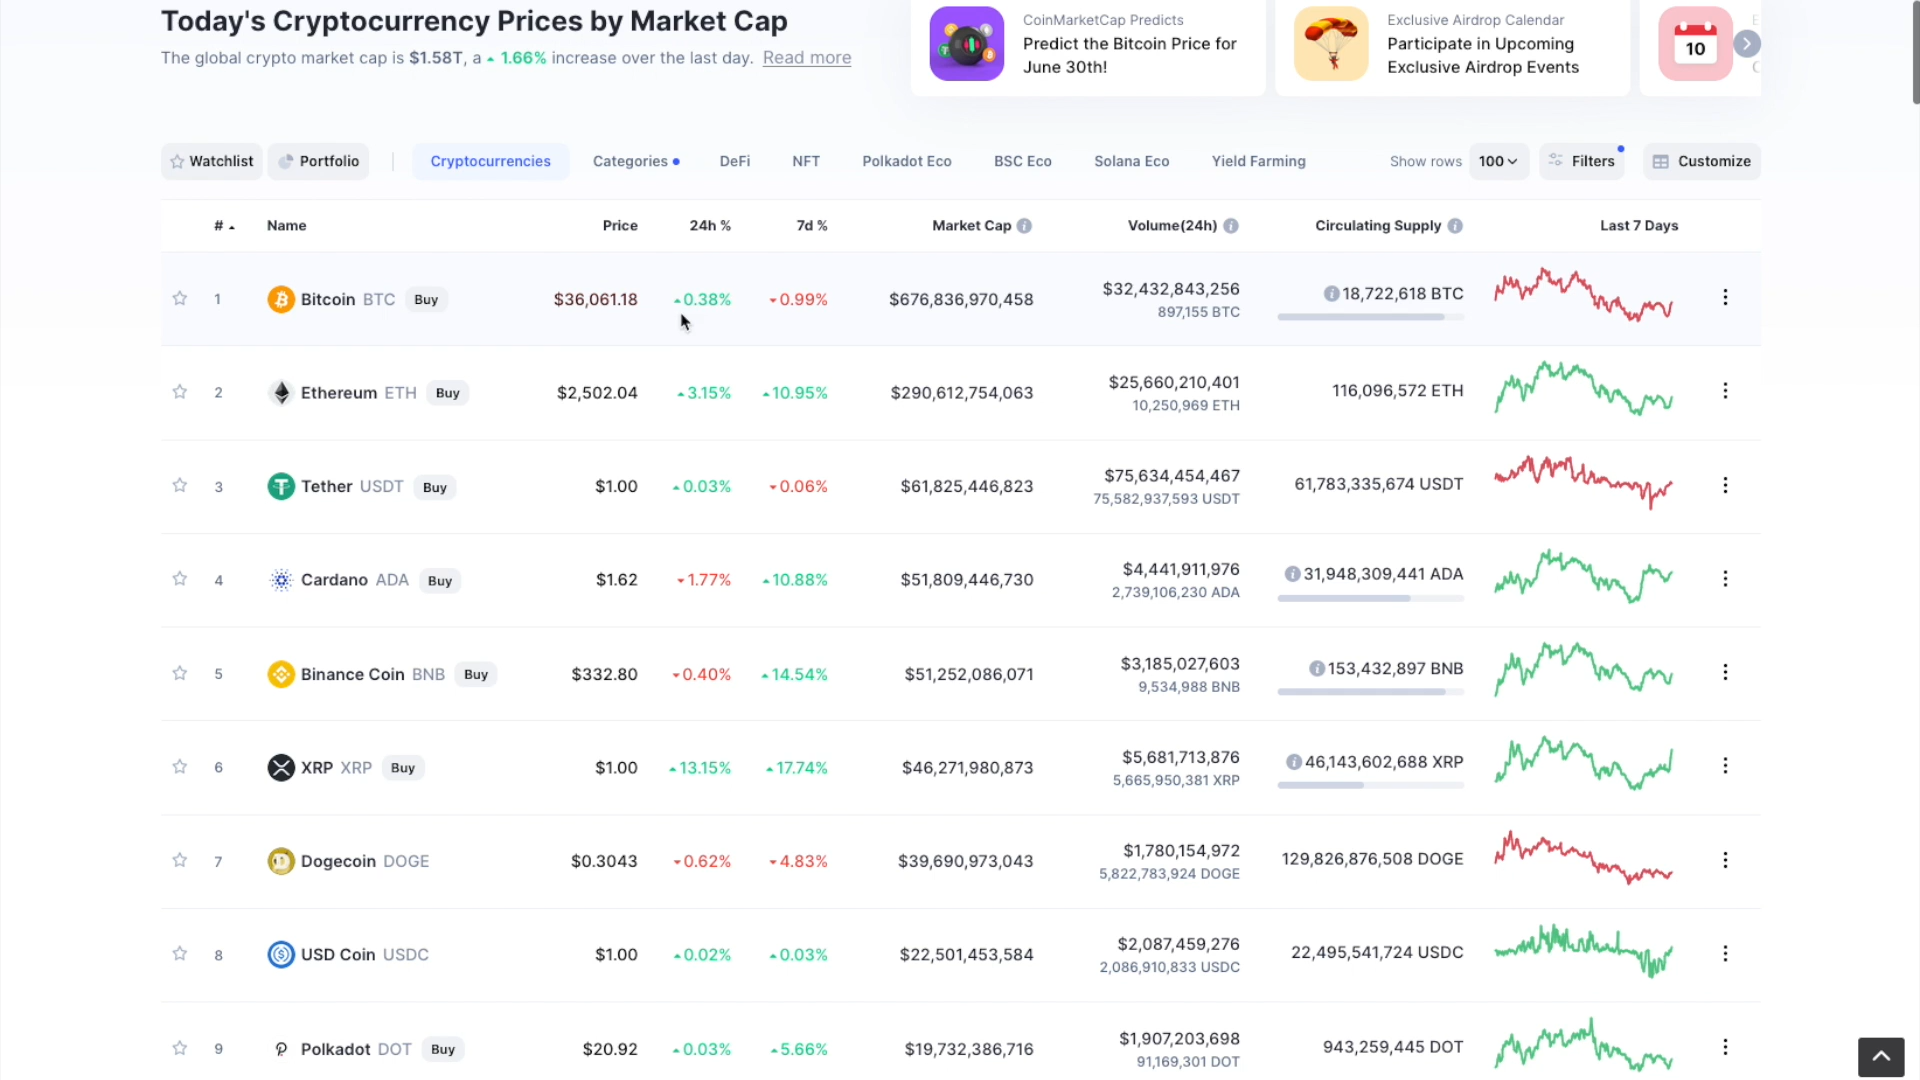 Today's Cryptocurrency Prices by Market Cap
The global crypto market cap is $1.58T, a 1.66% increase over the last day. Read more
CoinMarketCap Predicts
Predict the Bitcoin Price for
June 30th!
Exclusive Airdrop Calendar
Participate in Upcoming
Exclusive Airdrop Events
10
Watchlist Portfolio Cryptocurrencies Categories DeFi NFT Polkadot Eco BSC Eco Solana Eco Yield Farming Show rows 100 Filters Customize
# Name Price 24h % 7d % Market Cap Volume(24h) Circulating Supply Last 7 Days
1 Bitcoin BTC Buy $36,061.18 0.38% 0.99% $676,836,970,458 $32,432,843,256 18,722,618 BTC
897,155 BTC
2 Ethereum ETH Buy $2,502.04 3.15% 10.95% $290,612,754,063 $25,660,210,401 116,096,572 ETH
10,250,969 ETH
3 Tether USDT Buy $1.00 0.03% 0.06% $61,825,446,823 $75,634,454,467 61,783,335,674 USDT
75,582,937,593 USDT
4 Cardano ADA Buy $1.62 1.77% 10.88% $51,809,446,730 $4,441,911,976 31,948,309,441 ADA
2,739,106,230 ADA
5 Binance Coin BNB Buy $332.80 0.40% 14.54% $51,252,086,071 $3,185,027,603 153,432,897 BNB
9,534,988 BNB
6 XRP XRP Buy $1.00 13.15% 17.74% $46,271,980,873 $5,681,713,876 46,143,602,688 XRP
5,665,950,381 XRP
7 Dogecoin DOGE $0.3043 0.62% 4.83% $39,690,973,043 $1,780,154,972 129,826,876,508 DOGE
5,822,783,924 DOGE
8 USD Coin USDC $1.00 0.02% 0.03% $22,501,453,584 $2,087,459,276 22,495,541,724 USDC
2,086,910,833 USDC
9 Polkadot DOT Buy $20.92 0.03% 5.66% $19,732,386,716 $1,907,203,698 943,259,445 DOT
91,169,301 DOT